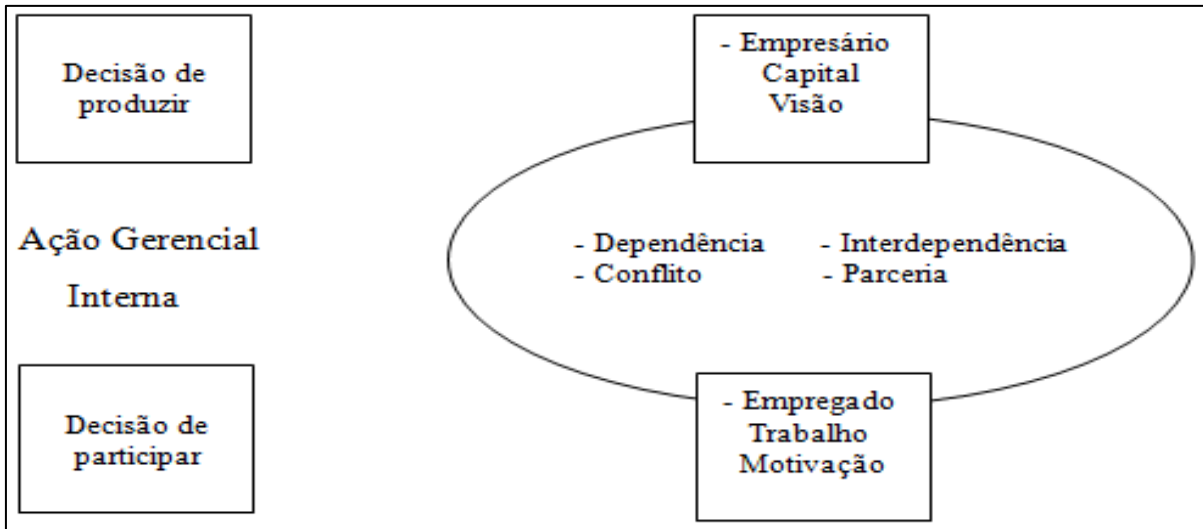 Decisão de
produzir
- Empresário
Capital
Visão
Ação Gerencial
Interna
- Dependência
- Conflito
- Interdependência
- Parceria
Decisão de
participar
- Empregado
Trabalho
Motivação